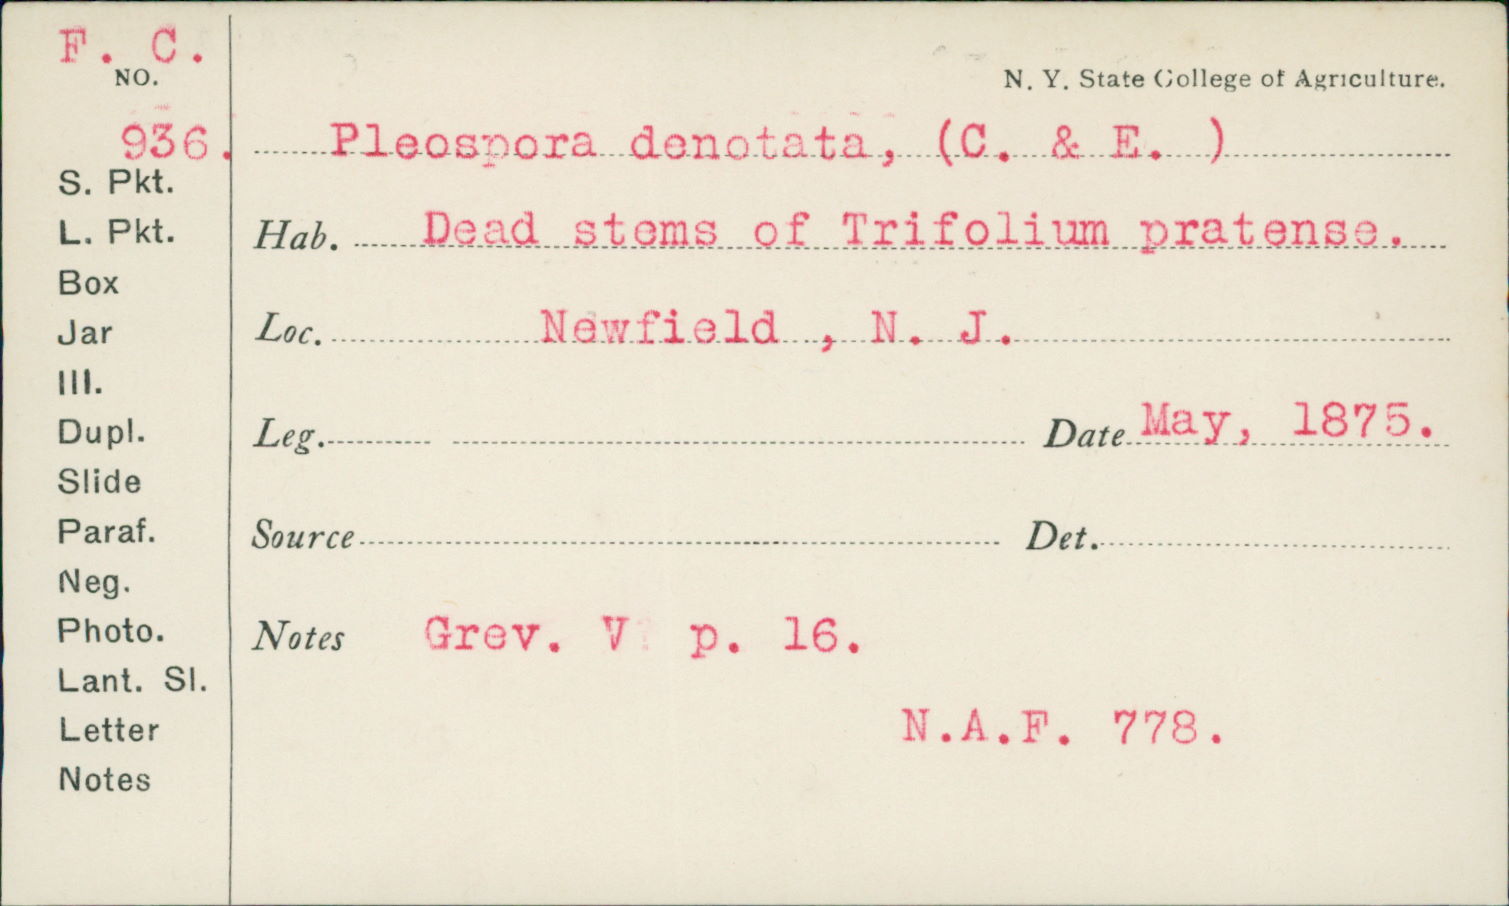 F. C.
NO.
N. Y. State College of Agriculture.
936. Pleospora denotata, (C. & E. )
S. Pkt.
L. Pkt.
Hab. Dead stems of Trifolium pratense.
Box
Jar
Loc. Newfield , N. J.
Ill.
Dupl.
Leg. Date May, 1875.
Slide
Paraf.
Source Det.
Neg.
Photo.
Notes Grev. V p. 16.
Lant. Sl.
Letter
N.A.F. 778.
Notes